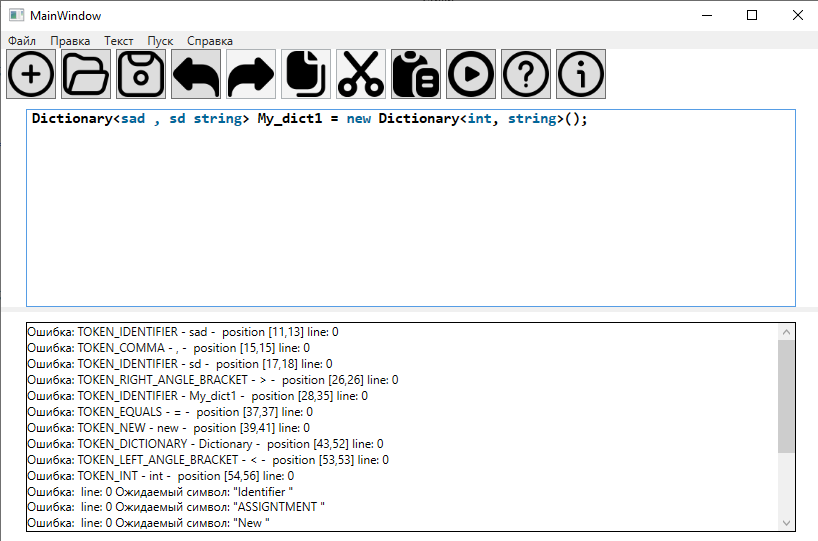 MainWindow
Файл Правка Текст Пуск Справка
Dictionary<sad , sd string> My_dict1 = new Dictionary<int, string>();
Ошибка: TOKEN_IDENTIFIER - sad - position [11,13] line: 0
Ошибка: TOKEN_COMMA - , - position [15,15] line: 0
Ошибка: TOKEN_IDENTIFIER - sd - position [17,18] line: 0
Ошибка: TOKEN_RIGHT_ANGLE_BRACKET - > - position [26,26] line: 0
Ошибка: TOKEN_IDENTIFIER - My_dict1 - position [28,35] line: 0
Ошибка: TOKEN_EQUALS - = - position [37,37] line: 0
Ошибка: TOKEN_NEW - new - position [39,41] line: 0
Ошибка: TOKEN_DICTIONARY - Dictionary - position [43,52] line: 0
Ошибка: TOKEN_LEFT_ANGLE_BRACKET - < - position [53,53] line: 0
Ошибка: TOKEN_INT - int - position [54,56] line: 0
Ошибка: line: 0 Ожидаемый символ: "Identifier "
Ошибка: line: 0 Ожидаемый символ: "ASSIGNTMENT "
Ошибка: line: 0 Ожидаемый символ: "New "